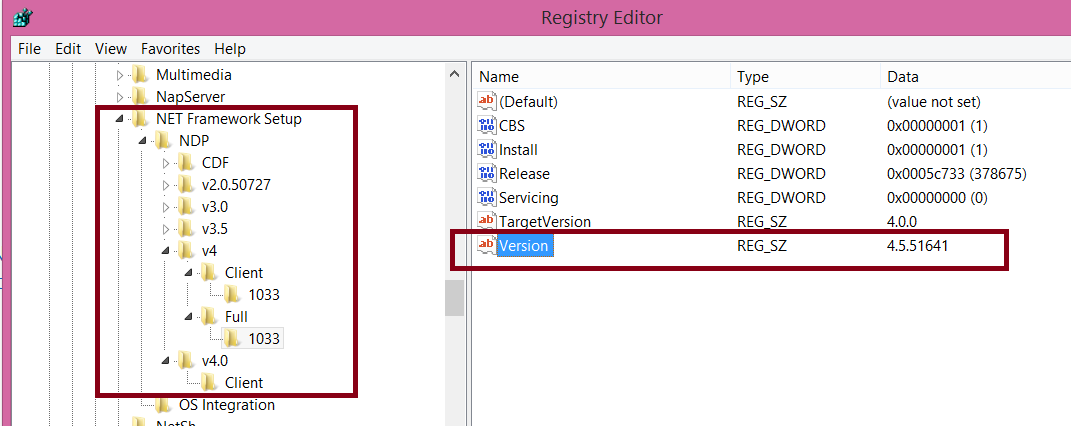 Registry Editor
File Edit View Favorites Help
Multimedia
NapServer
NET Framework Setup
NDP
CDF
v2.0.50727
v3.0
v3.5
v4
Client
1033
Full
1033
v4.0
Client
OS Integration
NetSh
Name Type Data
(Default) REG_SZ (value not set)
CBS REG_DWORD 0x00000001 (1)
Install REG_DWORD 0x00000001 (1)
Release REG_DWORD 0x0005c733 (378675)
Servicing REG_DWORD 0x00000000 (0)
TargetVersion REG_SZ 4.0.0
Version REG_SZ 4.5.51641